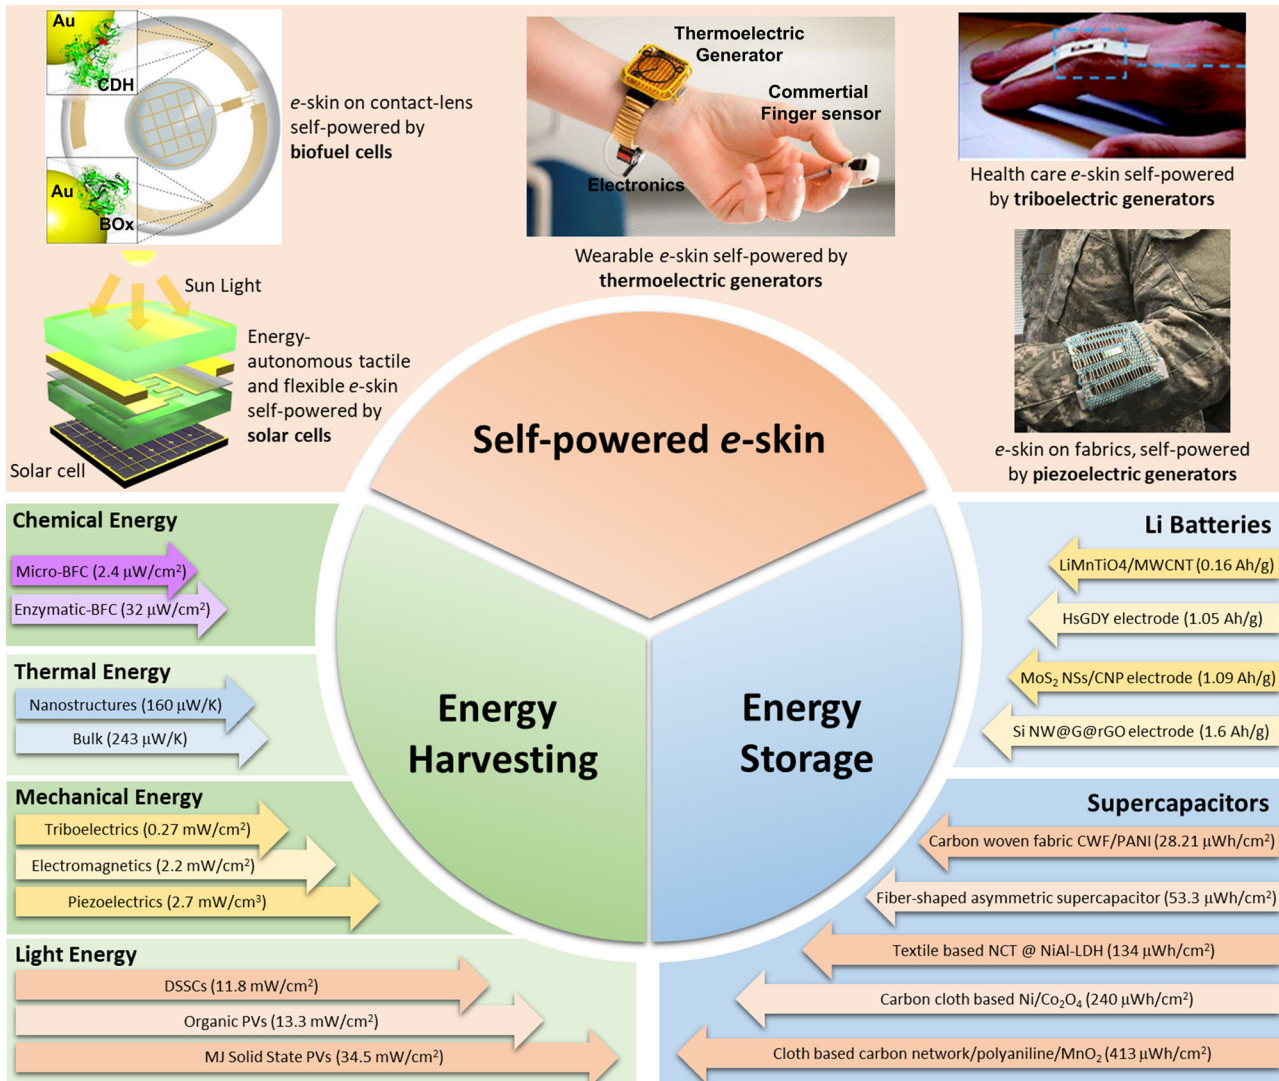 Au
CDH
Au
BOx
e-skin on contact-lens
self-powered by
biofuel cells
Thermoelectric
Generator
Commertial
Finger sensor
Electronics
Wearable e-skin self-powered by
thermoelectric generators
Health care e-skin self-powered
by triboelectric generators
Sun Light
Energy-
autonomous tactile
and flexible e-skin
self-powered by
solar cells
Solar cell
e-skin on fabrics, self-powered
by piezoelectric generators
Self-powered e-skin
Energy
Harvesting
Energy
Storage
Chemical Energy
Micro-BFC (2.4 μW/cm²)
Enzymatic-BFC (32 μW/cm²)
Thermal Energy
Nanostructures (160 μW/K)
Bulk (243 μW/K)
Mechanical Energy
Triboelectrics (0.27 mW/cm²)
Electromagnetics (2.2 mW/cm²)
Piezoelectrics (2.7 mW/cm³)
Light Energy
DSSCs (11.8 mW/cm²)
Organic PVs (13.3 mW/cm²)
MJ Solid State PVs (34.5 mW/cm²)
Li Batteries
LiMnTiO4/MWCNT (0.16 Ah/g)
HsGDY electrode (1.05 Ah/g)
MoS₂ NSs/CNP electrode (1.09 Ah/g)
Si NW@G@rGO electrode (1.6 Ah/g)
Supercapacitors
Carbon woven fabric CWF/PANI (28.21 μWh/cm²)
Fiber-shaped asymmetric supercapacitor (53.3 μWh/cm²)
Textile based NCT @ NiAl-LDH (134 μWh/cm²)
Carbon cloth based Ni/Co₂O₄ (240 μWh/cm²)
Cloth based carbon network/polyaniline/MnO₂ (413 μWh/cm²)